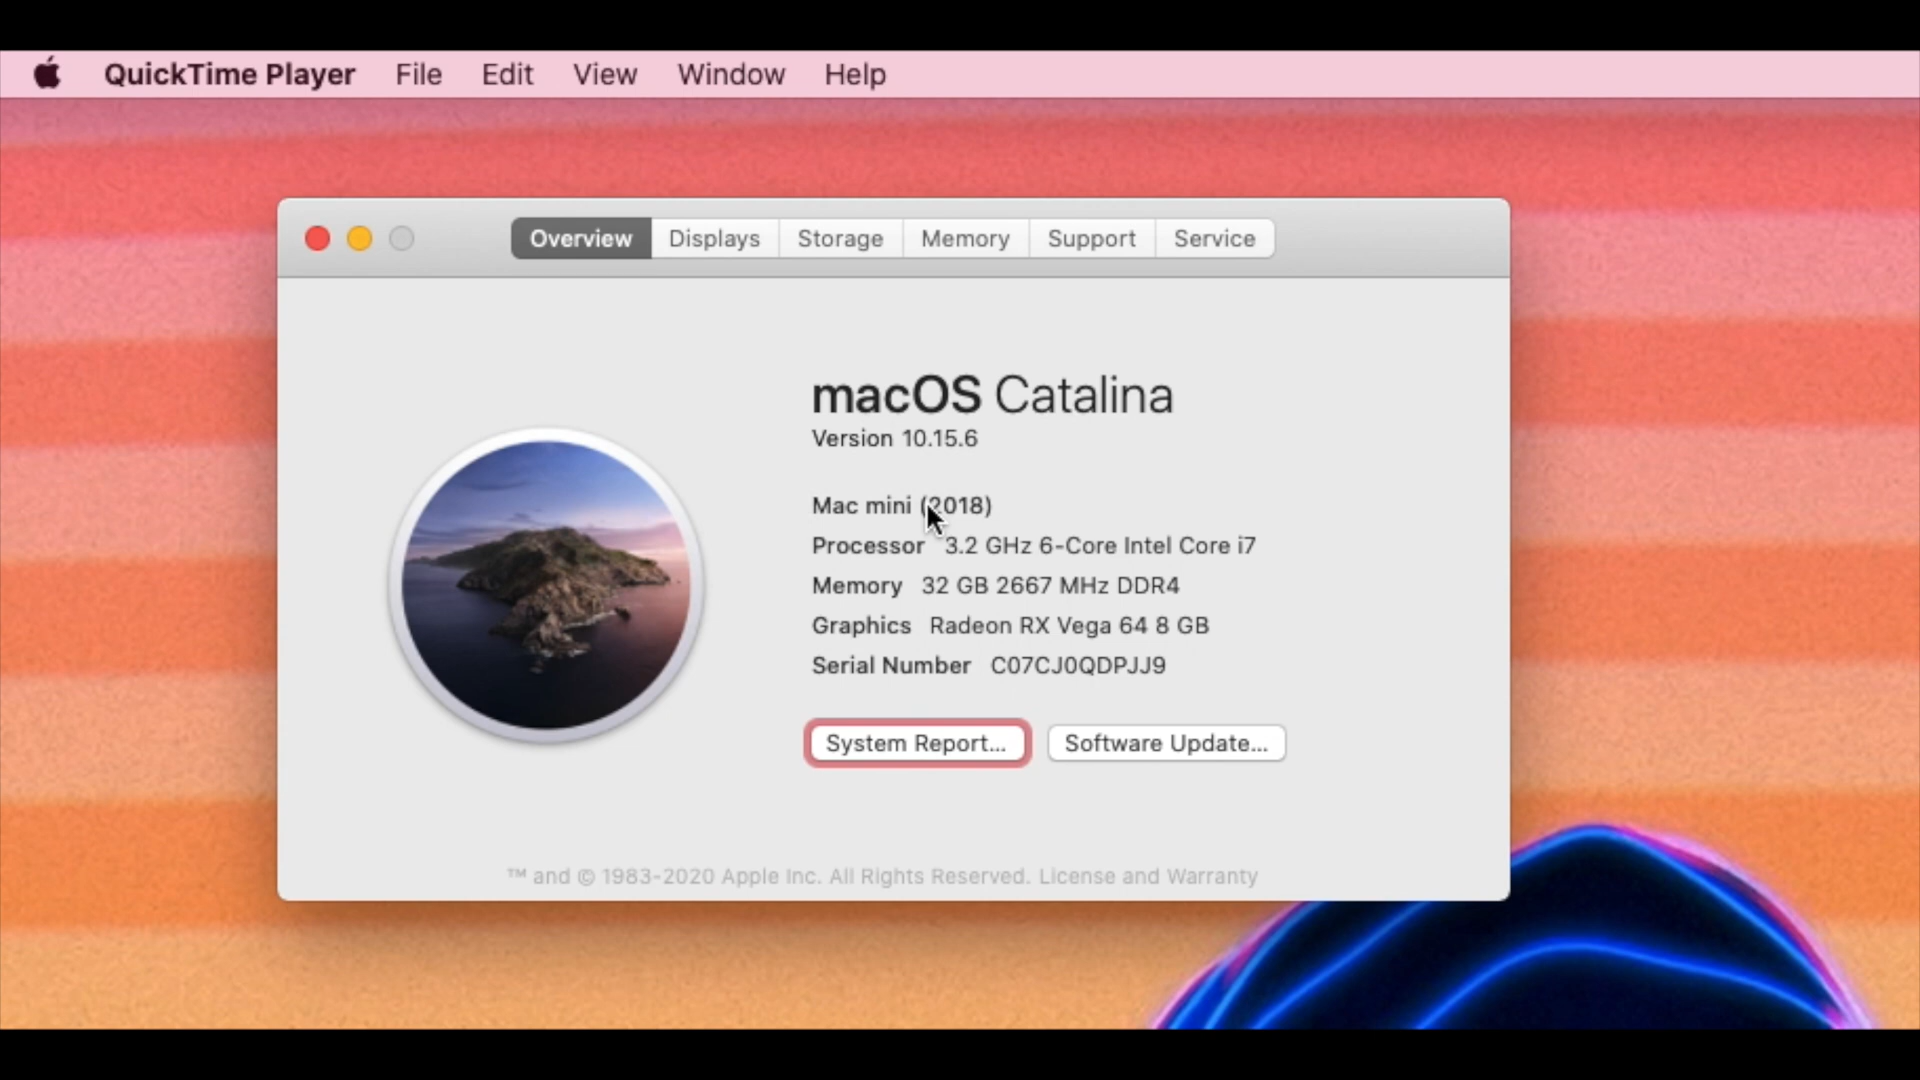 QuickTime Player File Edit View Window Help
Overview Displays Storage Memory Support Service
macOS Catalina
Version 10.15.6
Mac mini (2018)
Processor 3.2 GHz 6-Core Intel Core i7
Memory 32 GB 2667 MHz DDR4
Graphics Radeon RX Vega 64 8 GB
Serial Number C07CJ0QDPJJ9
System Report... Software Update...
™ and © 1983-2020 Apple Inc. All Rights Reserved. License and Warranty